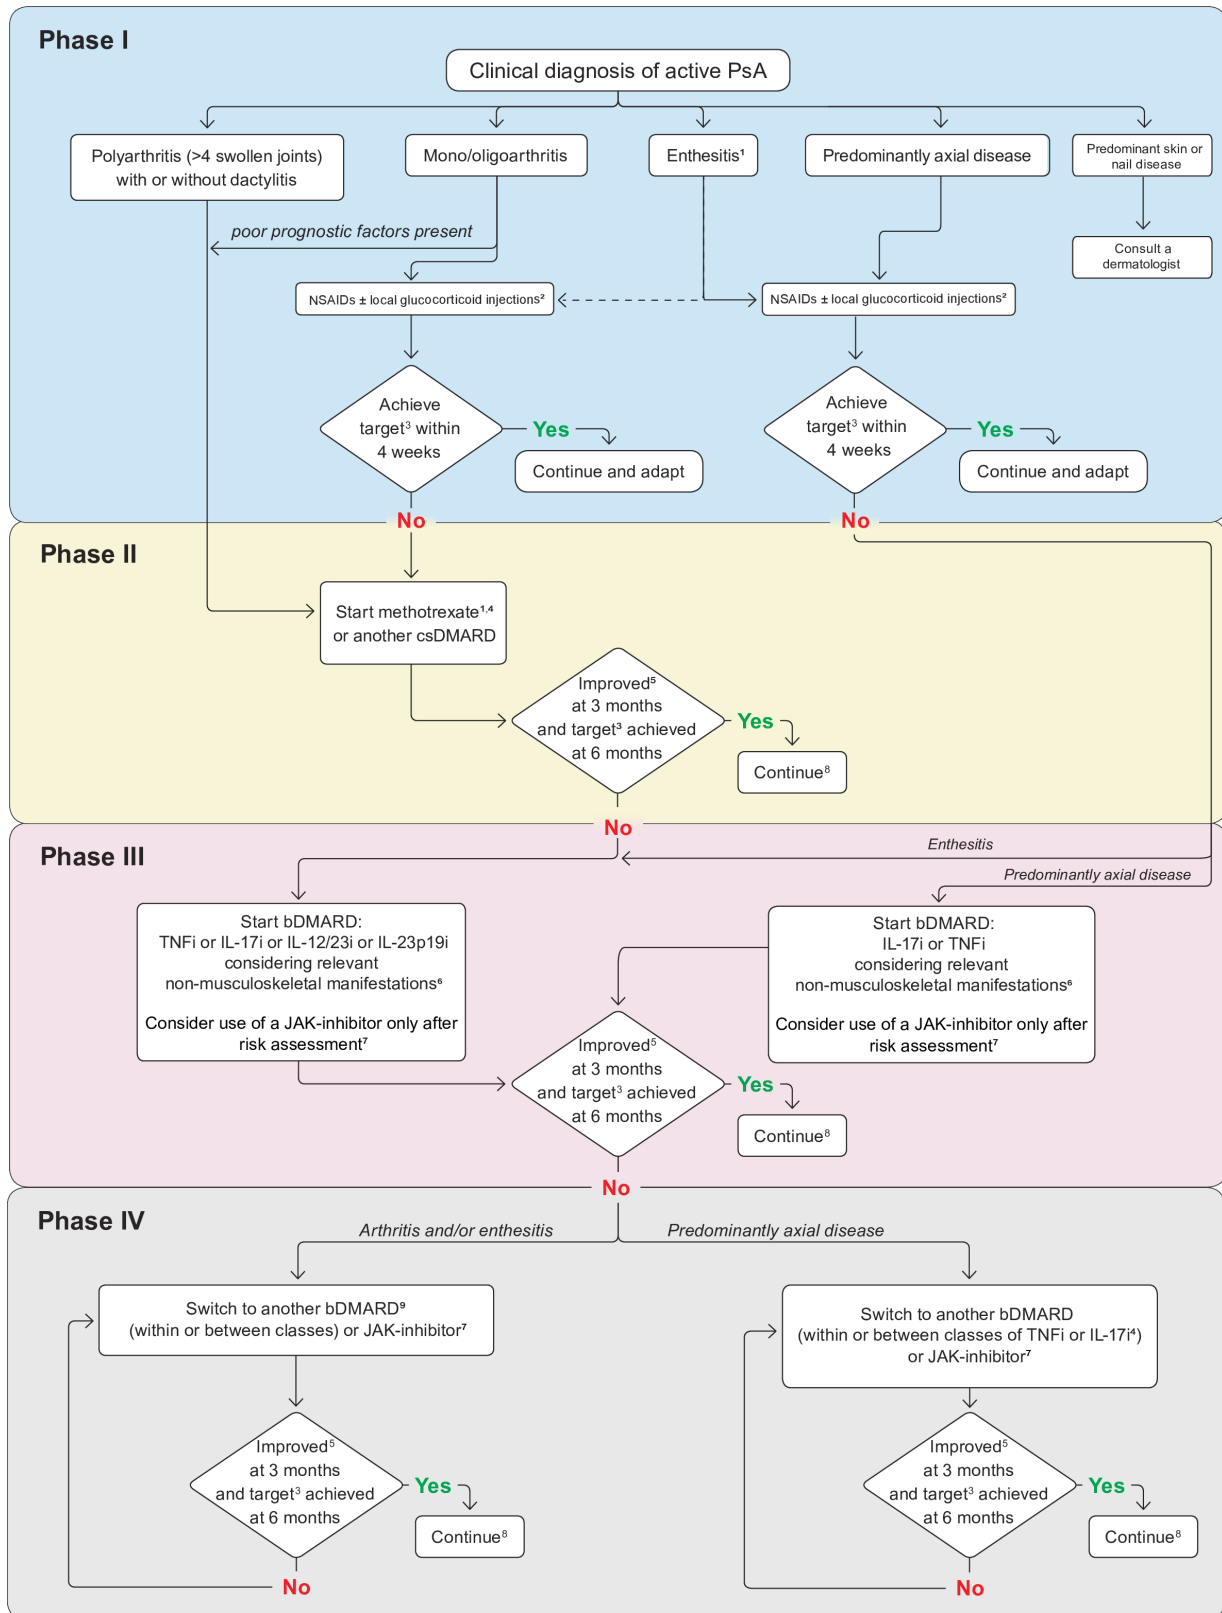 Phase I
Clinical diagnosis of active PsA
Polyarthritis (>4 swollen joints)
with or without dactylitis
Mono/oligoarthritis
Enthesitis¹
Predominantly axial disease
Predominant skin or
nail disease
poor prognostic factors present
Consult a
dermatologist
NSAIDs ± local glucocorticoid injections²
NSAIDs ± local glucocorticoid injections²
Achieve
target³ within
4 weeks
Yes
Continue and adapt
Achieve
target³ within
4 weeks
Yes
Continue and adapt
No
No
Phase II
Start methotrexate¹,⁴
or another csDMARD
Improved⁵
at 3 months
and target³ achieved
at 6 months
Yes
Continue⁸
No
Phase III
Enthesitis
Predominantly axial disease
Start bDMARD:
TNFi or IL-17i or IL-12/23i or IL-23p19i
considering relevant
non-musculoskeletal manifestations⁶
Consider use of a JAK-inhibitor only after
risk assessment⁷
Start bDMARD:
IL-17i or TNFi
considering relevant
non-musculoskeletal manifestations⁶
Consider use of a JAK-inhibitor only after
risk assessment⁷
Improved⁵
at 3 months
and target³ achieved
at 6 months
Yes
Continue⁸
No
Phase IV
Arthritis and/or enthesitis
Predominantly axial disease
Switch to another bDMARD⁹
(within or between classes) or JAK-inhibitor⁷
Switch to another bDMARD
(within or between classes of TNFi or IL-17i⁴)
or JAK-inhibitor⁷
Improved⁵
at 3 months
and target³ achieved
at 6 months
Yes
Continue⁸
No
Improved⁵
at 3 months
and target³ achieved
at 6 months
Yes
Continue⁸
No